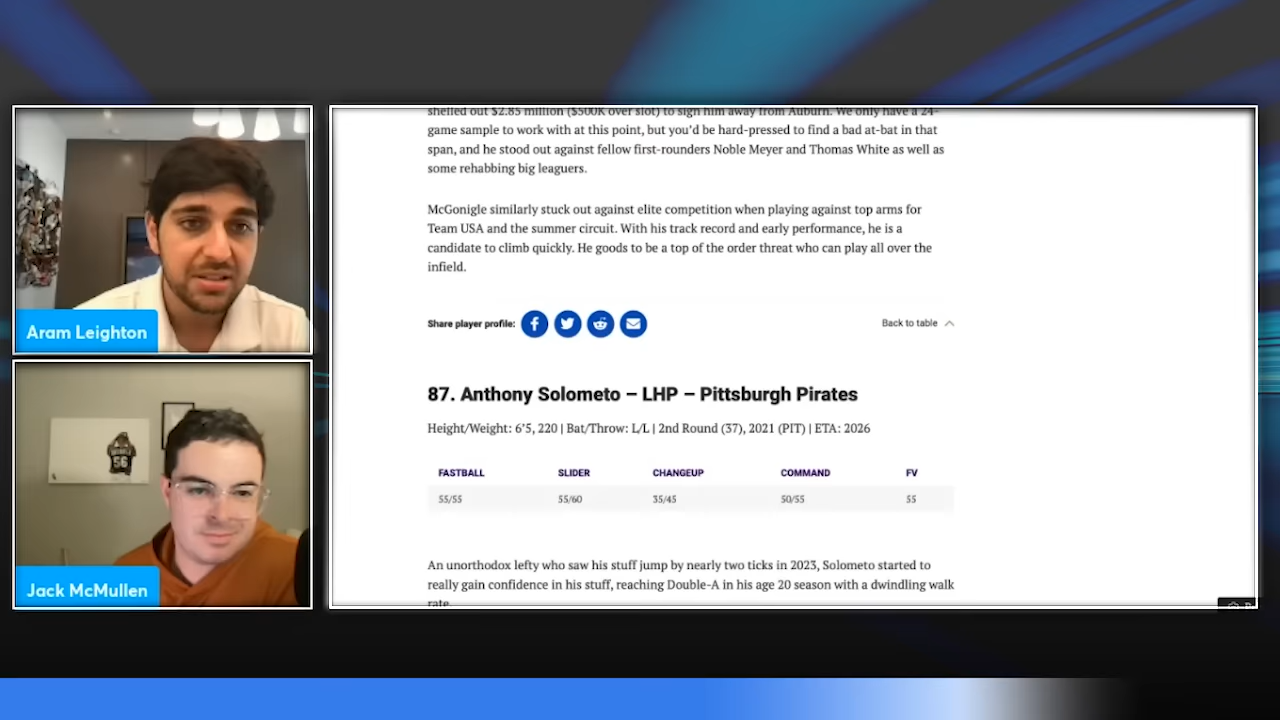 shelled out $2.85 million ($500K over slot) to sign him away from Auburn. We only have a 24-
game sample to work with at this point, but you'd be hard-pressed to find a bad at-bat in that
span, and he stood out against fellow first-rounders Noble Meyer and Thomas White as well as
some rehabbing big leaguers.
McGonigle similarly stuck out against elite competition when playing against top arms for
Team USA and the summer circuit. With his track record and early performance, he is a
candidate to climb quickly. He goods to be a top of the order threat who can play all over the
infield.
Share player profile:
Back to table
87. Anthony Solometo – LHP – Pittsburgh Pirates
Height/Weight: 6'5, 220 | Bat/Throw: L/L | 2nd Round (37), 2021 (PIT) | ETA: 2026
FASTBALL SLIDER CHANGEUP COMMAND FV
55/55 55/60 35/45 50/55 55
An unorthodox lefty who saw his stuff jump by nearly two ticks in 2023, Solometo started to
really gain confidence in his stuff, reaching Double-A in his age 20 season with a dwindling walk
rate.
Aram Leighton
56
Jack McMullen